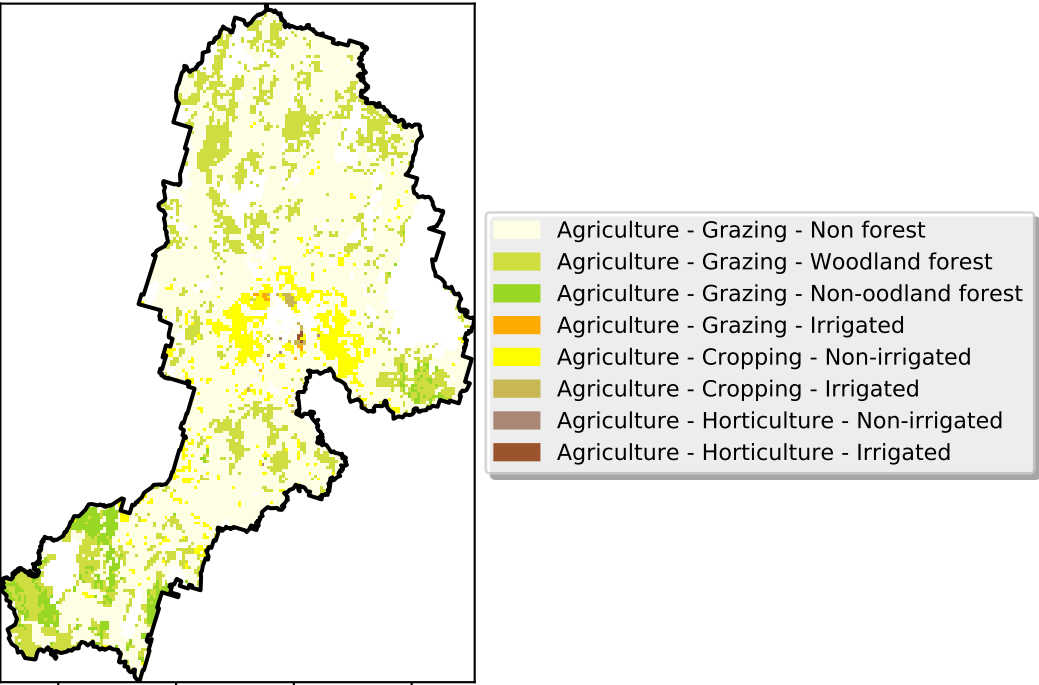 Agriculture - Grazing - Non forest
Agriculture - Grazing - Woodland forest
Agriculture - Grazing - Non-oodland forest
Agriculture - Grazing - Irrigated
Agriculture - Cropping - Non-irrigated
Agriculture - Cropping - Irrigated
Agriculture - Horticulture - Non-irrigated
Agriculture - Horticulture - Irrigated